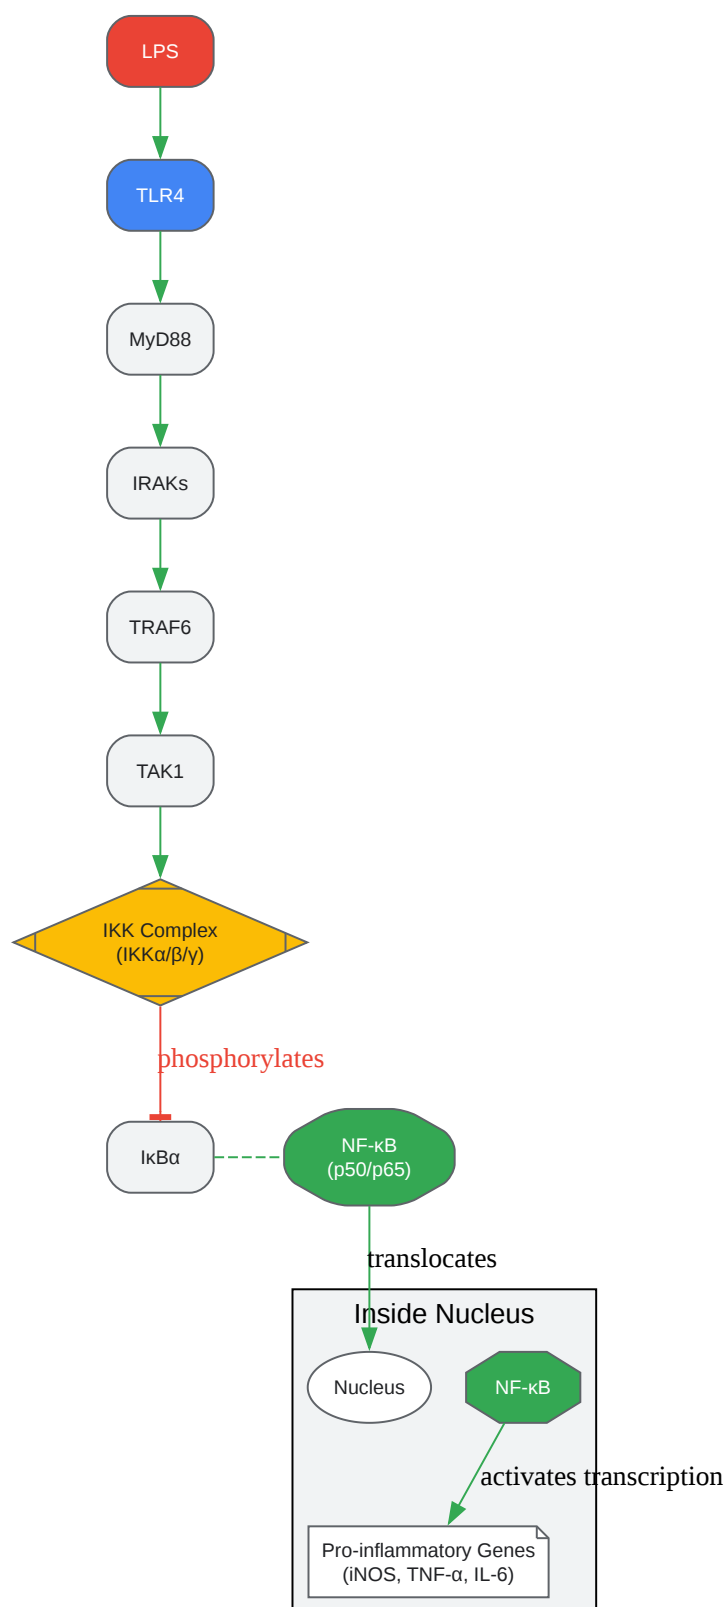 LPS
TLR4
MyD88
IRAKs
TRAF6
TAK1
IKK Complex
(IKKα/β/γ)
phosphorylates
IκBα
NF-κB
(p50/p65)
translocates
Inside Nucleus
Nucleus
NF-κB
activates transcription
Pro-inflammatory Genes
(iNOS, TNF-α, IL-6)